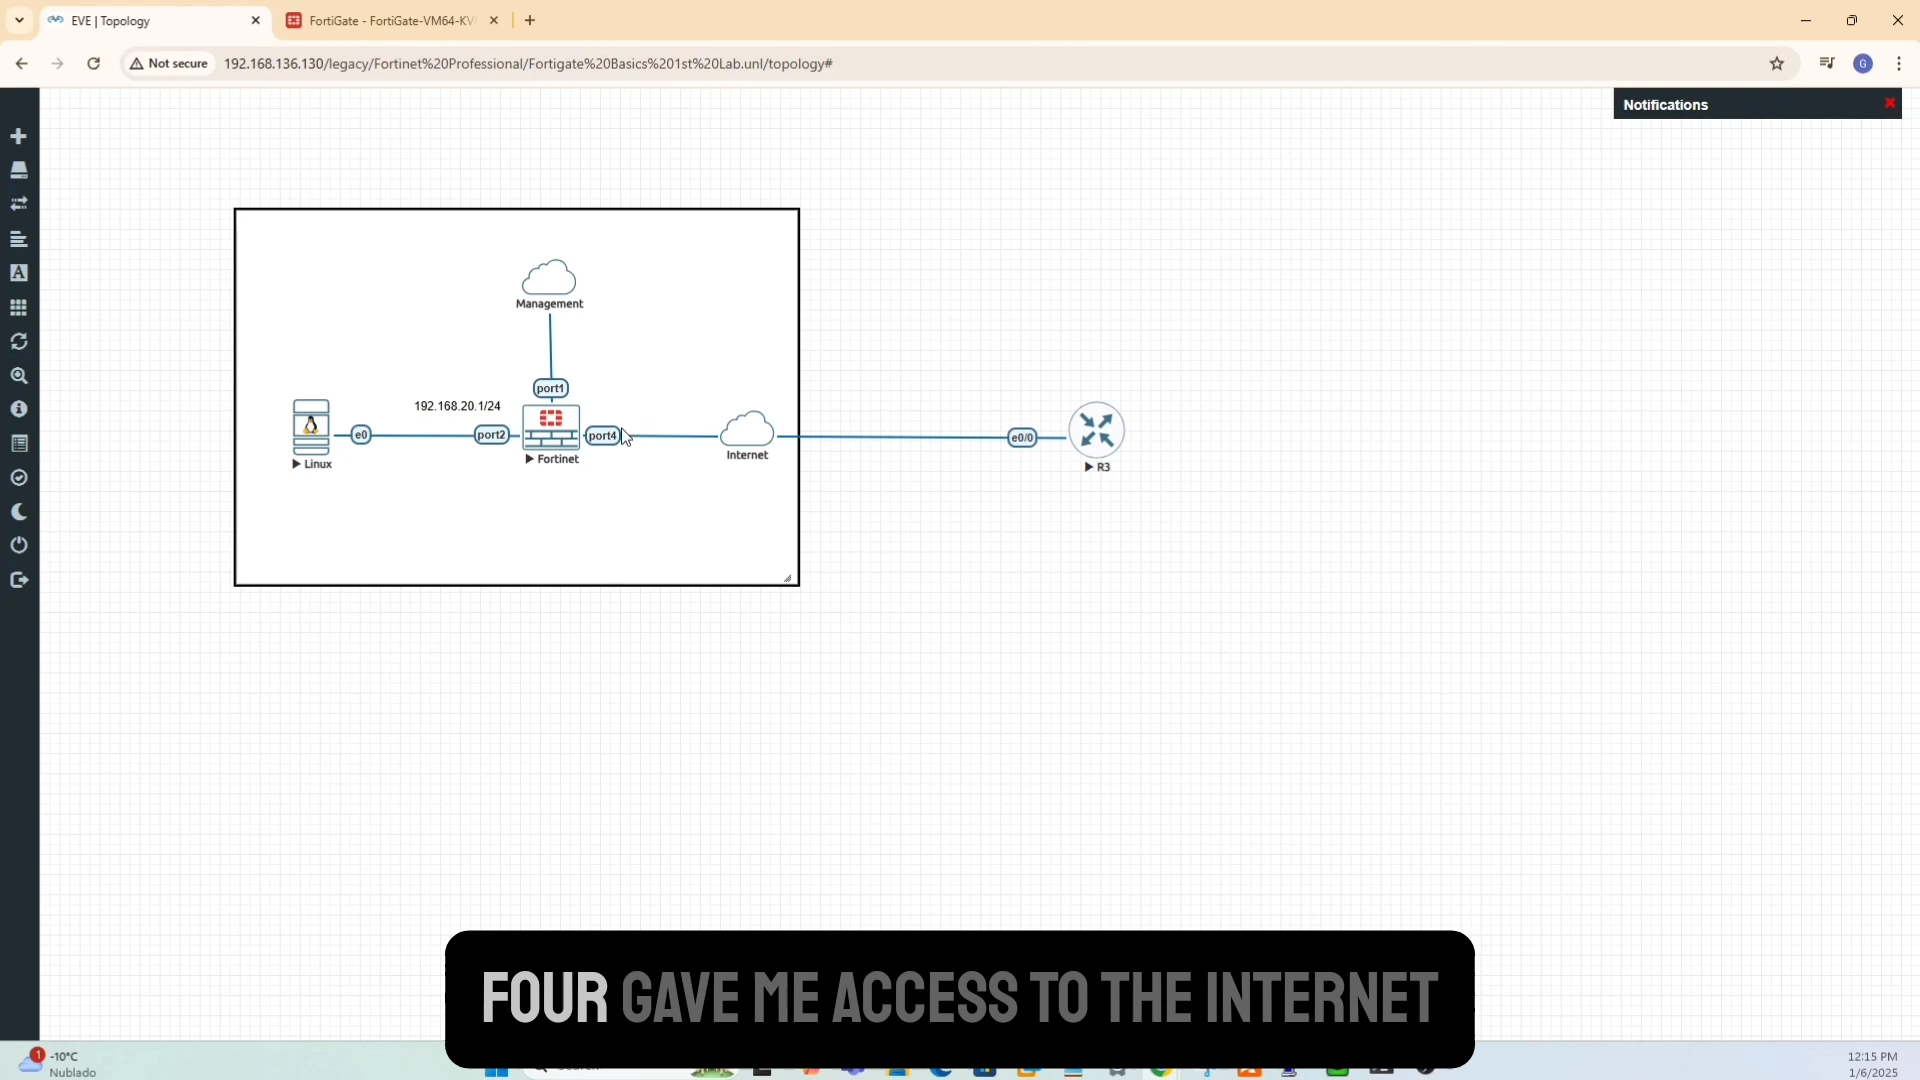 EVE | Topology
FortiGate - FortiGate-VM64-KV
Not secure
192.168.136.130/legacy/Fortinet%20Professional/Fortigate%20Basics%201st%20Lab.unl/topology#
G
Notifications
A
Management
port1
192.168.20.1/24
e0
port2
port4
e0/0
Linux
Fortinet
Internet
R3
FOUR GAVE ME ACCESS TO THE INTERNET
1
-10°C
Nublado
12:15 PM
1/6/2025